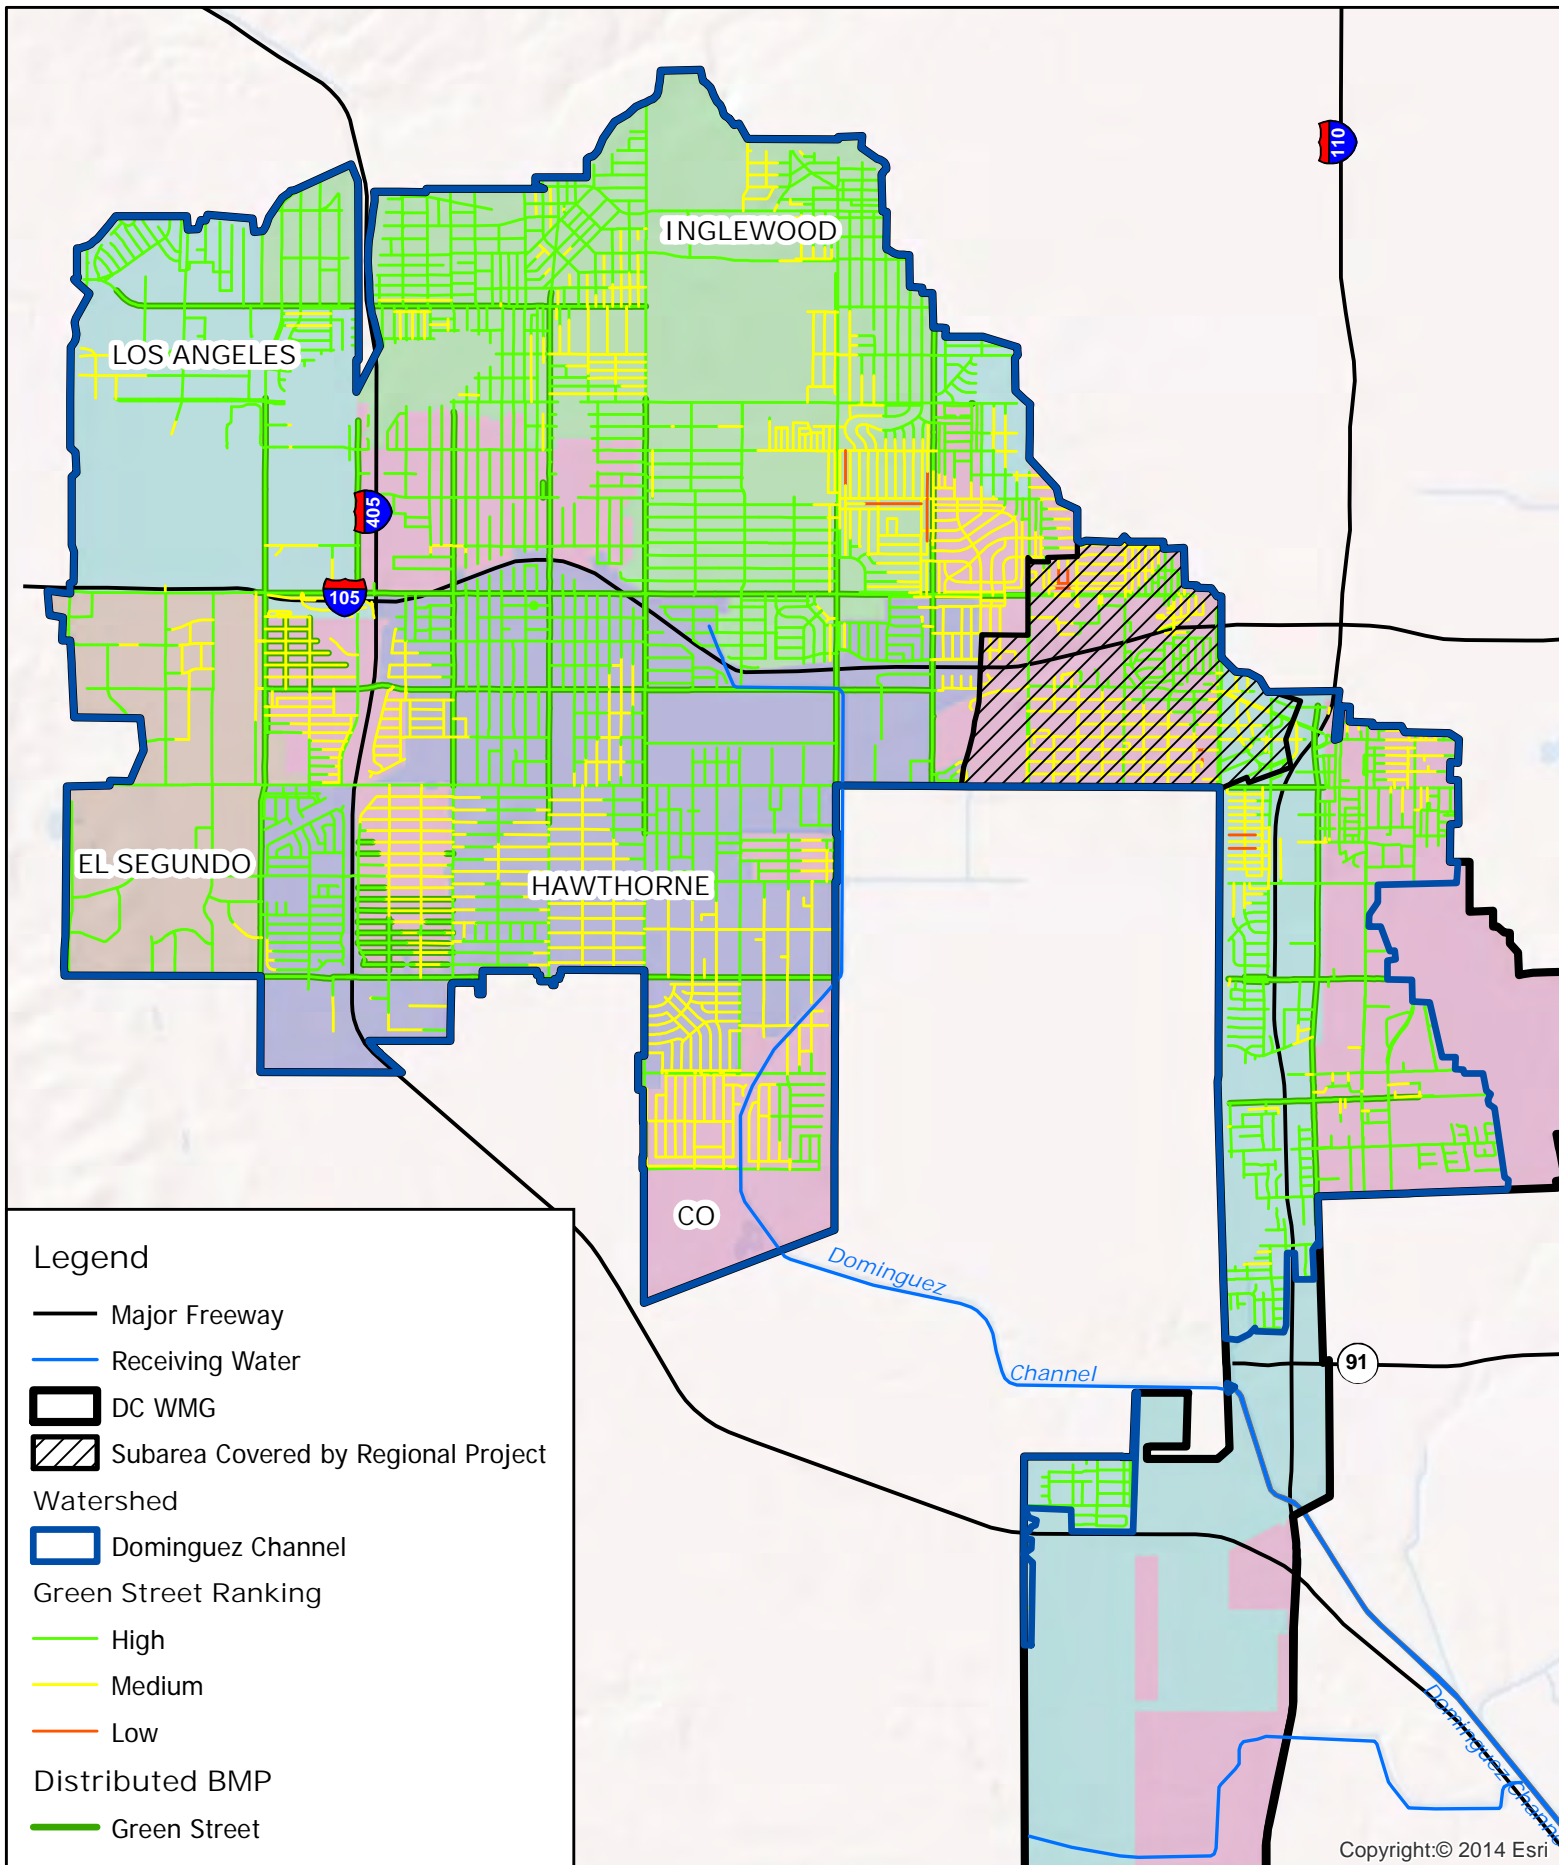 110
INGLEWOOD
LOS ANGELES
405
105
EL SEGUNDO
HAWTHORNE
CO
Dominguez
Channel
91
Dominguez Channel
Legend
Major Freeway
Receiving Water
DC WMG
Subarea Covered by Regional Project
Watershed
Dominguez Channel
Green Street Ranking
High
Medium
Low
Distributed BMP
Green Street
Copyright:© 2014 Esri